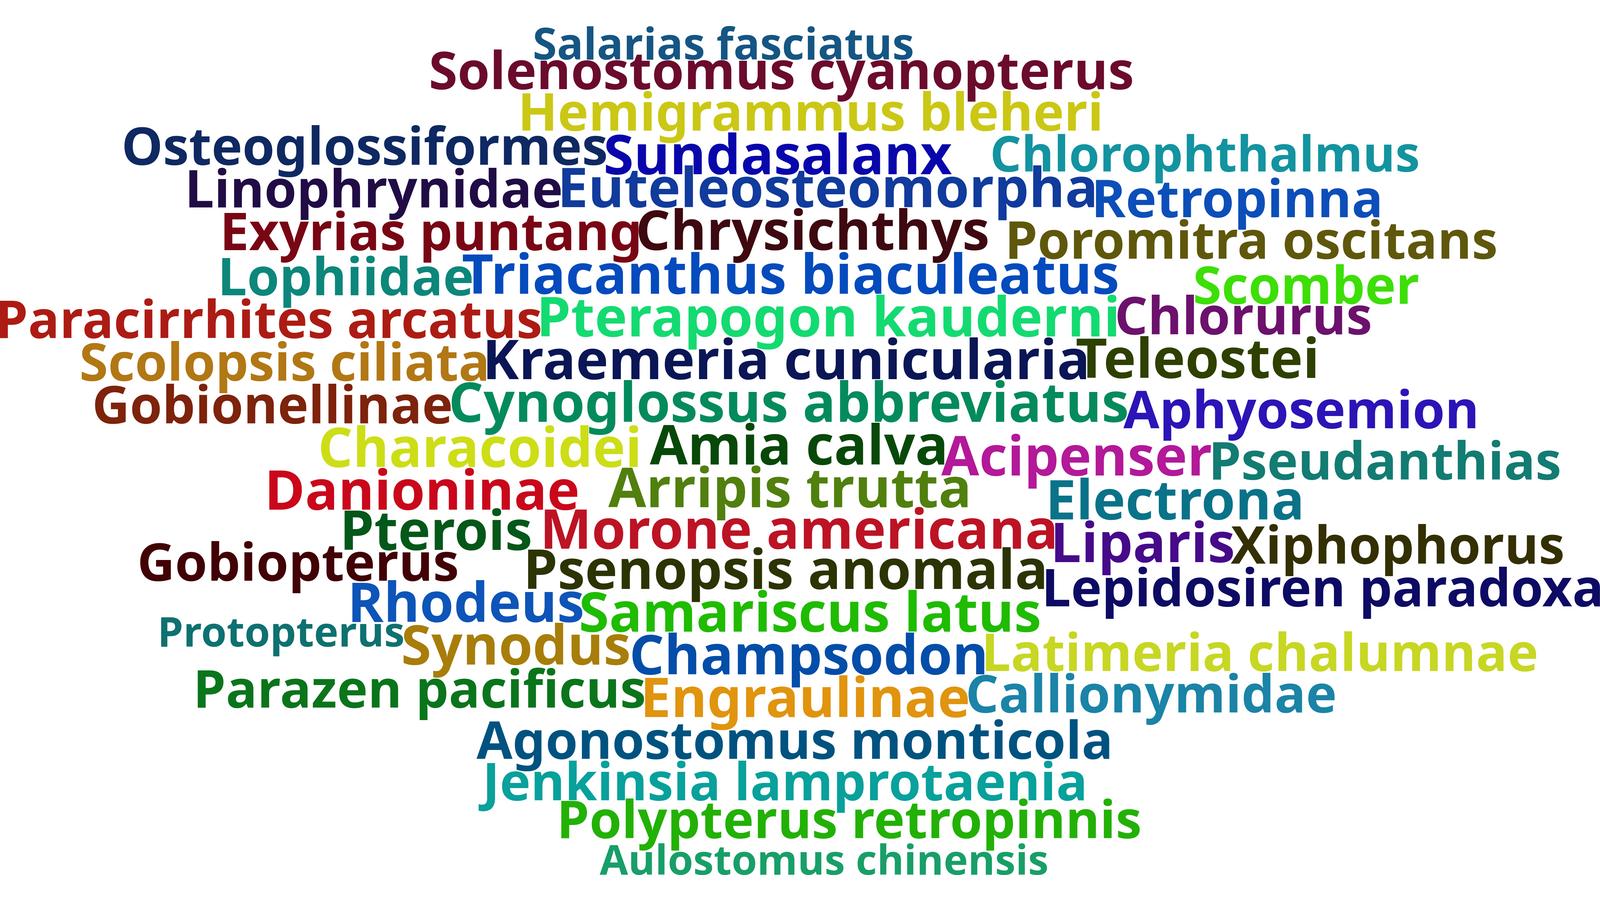 Salarias fasciatus
Solenostomus cyanopterus
Hemigrammus bleheri
Osteoglossiformes Sundasalanx Chlorophthalmus
Linophrynidae Euteleosteomorpha Retropinna
Exyrias puntang Chrysichthys Poromitra oscitans
Lophiidae Triacanthus biaculeatus Scomber
Paracirrhites arcatus Pterapogon kauderni Chlorurus
Scolopsis ciliata Kraemeria cunicularia Teleostei
Gobionellinae Cynoglossus abbreviatus Aphyosemion
Characoidei Amia calva Acipenser Pseudanthias
Danioninae Arripis trutta Electrona
Pterois Morone americana Liparis Xiphophorus
Gobiopterus Psenopsis anomala Lepidosiren paradoxa
Rhodeus Samariscus latus
Protopterus Synodus Champsodon Latimeria chalumnae
Parazen pacificus Engraulinae Callionymidae
Agonostomus monticola
Jenkinsia lamprotaenia
Polypterus retropinnis
Aulostomus chinensis